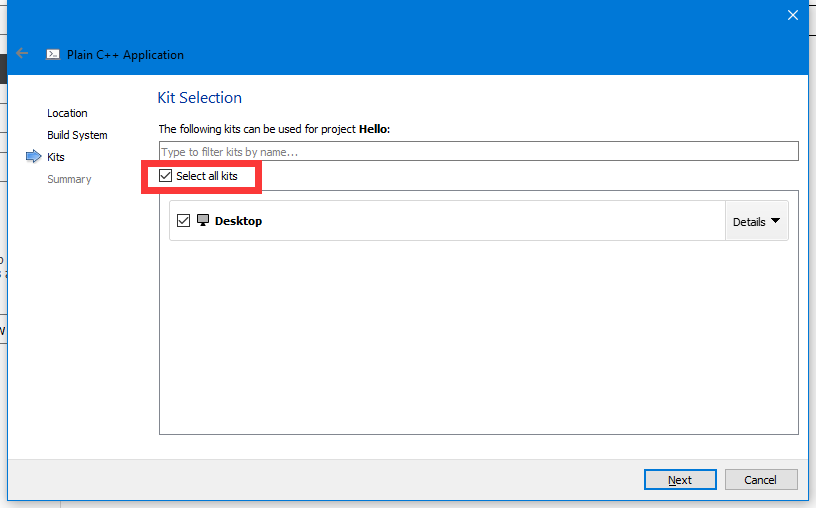 Plain C++ Application
Kit Selection
Location
Build System
Kits
Summary
The following kits can be used for project Hello:
Type to filter kits by name...
Select all kits
Desktop
Details
Next
Cancel